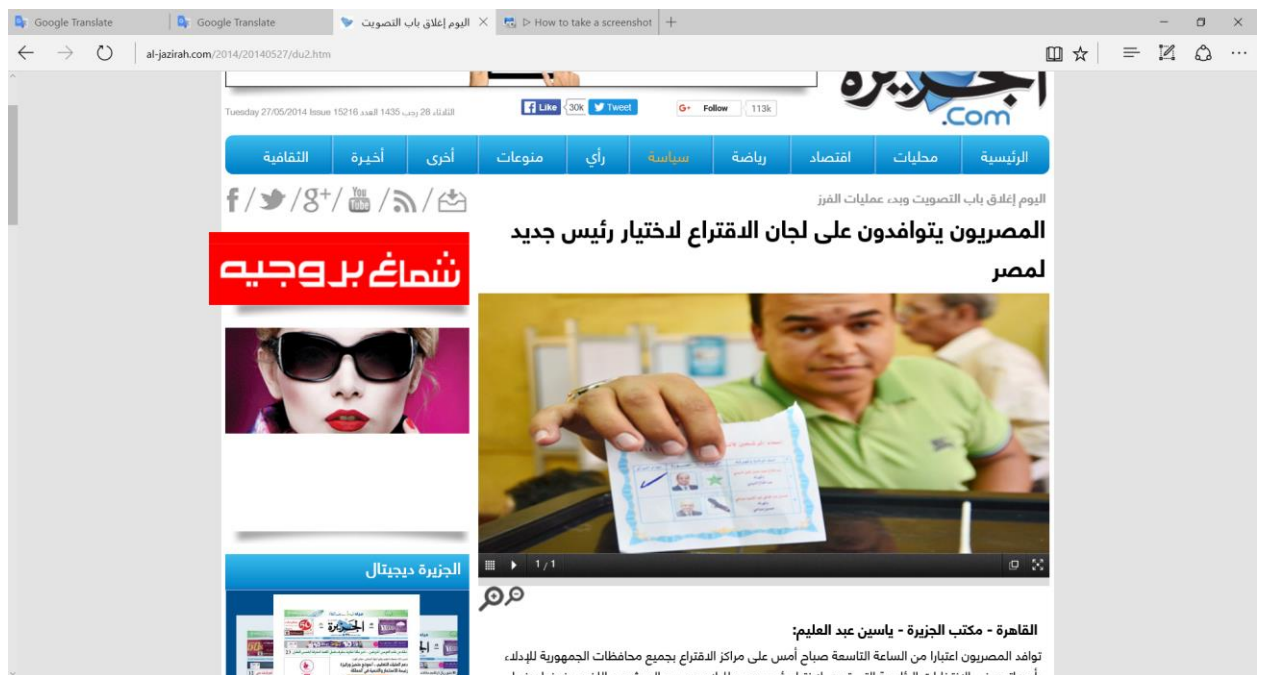 Google Translate
Google Translate
اليوم إغلاق باب التصويت
How to take a screenshot
al-jazirah.com/2014/20140527/du2.htm
الجزيرة
.Com
Tuesday 27/05/2014 Issue 15216 الثلاثاء 28 رجب 1435 العدد
Like
30K
Tweet
G+ Follow
113k
الرئيسية
محليات
اقتصاد
رياضة
سياسة
رأي
منوعات
أخرى
أخيرة
الثقافية
f / / g+ / You Tube / /
اليوم إغلاق باب التصويت وبدء عمليات الفرز
المصريون يتوافدون على لجان الاقتراع لاختيار رئيس جديد
لمصر
شماغ بروجيه
1/1
الجزيرة ديجيتال
الجزيرة
القاهرة - مكتب الجزيرة - ياسين عبد العليم:
توافد المصريون اعتبارا من الساعة التاسعة صباح أمس على مراكز الاقتراع بجميع محافظات الجمهورية للإدلاء